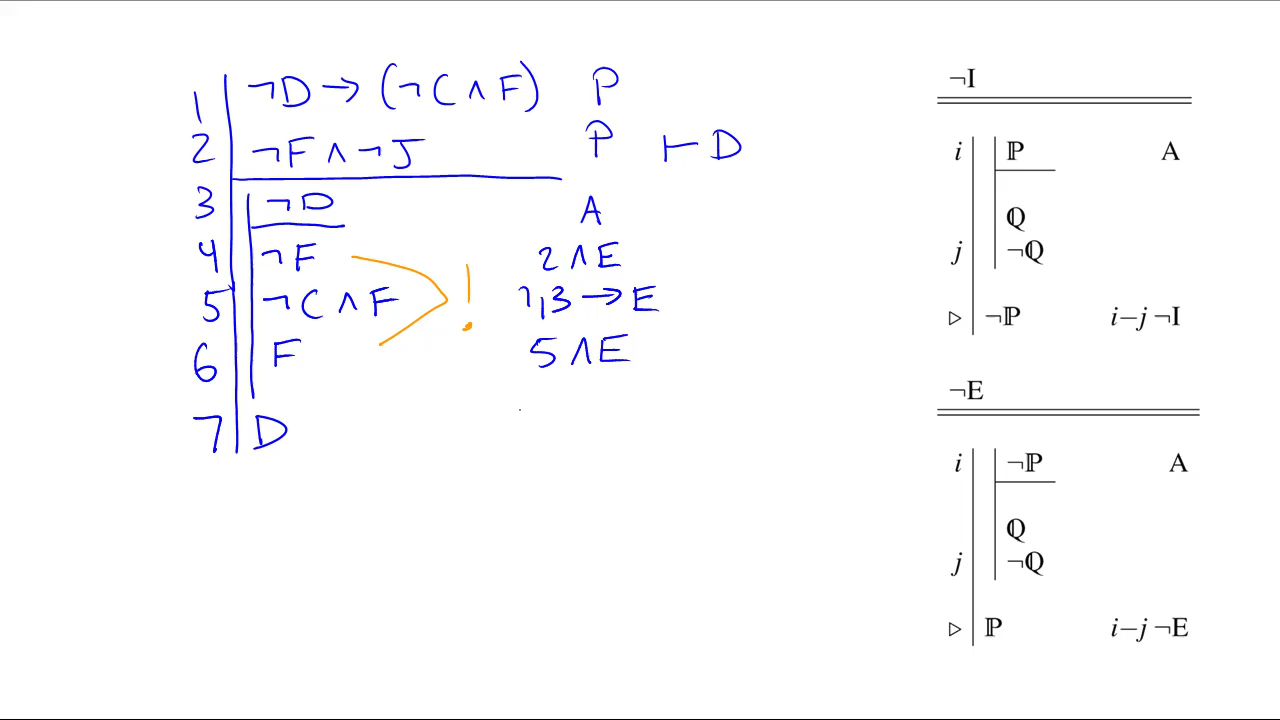 1 ¬D → (¬C ∧ F) P
2 ¬F ∧ ¬J P ⊢ D
3 ¬D A
4 ¬F 2 ∧E
5 ¬C ∧ F 1,3 →E
6 F 5 ∧E
!
7 D
¬I
i ℙ A
ℚ
j ¬ℚ
▷ ¬ℙ i–j ¬I
¬E
i ¬ℙ A
ℚ
j ¬ℚ
▷ ℙ i–j ¬E